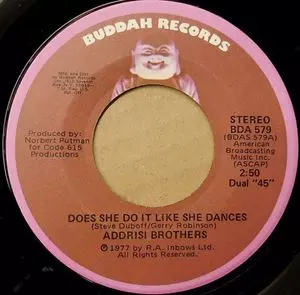 BUDDAH RECORDS
STEREO
BDA 579
(BDAS 579A)
American
Broadcasting
Music Inc.
(ASCAP)
2:50
Dual "45"
Produced by:
Norbert Putman
for Code 615
Productions
DOES SHE DO IT LIKE SHE DANCES
(Steve Duboff/Gerry Robinson)
ADDRISI BROTHERS
℗ 1977 by R.A. Inbows Ltd.
All Rights Reserved